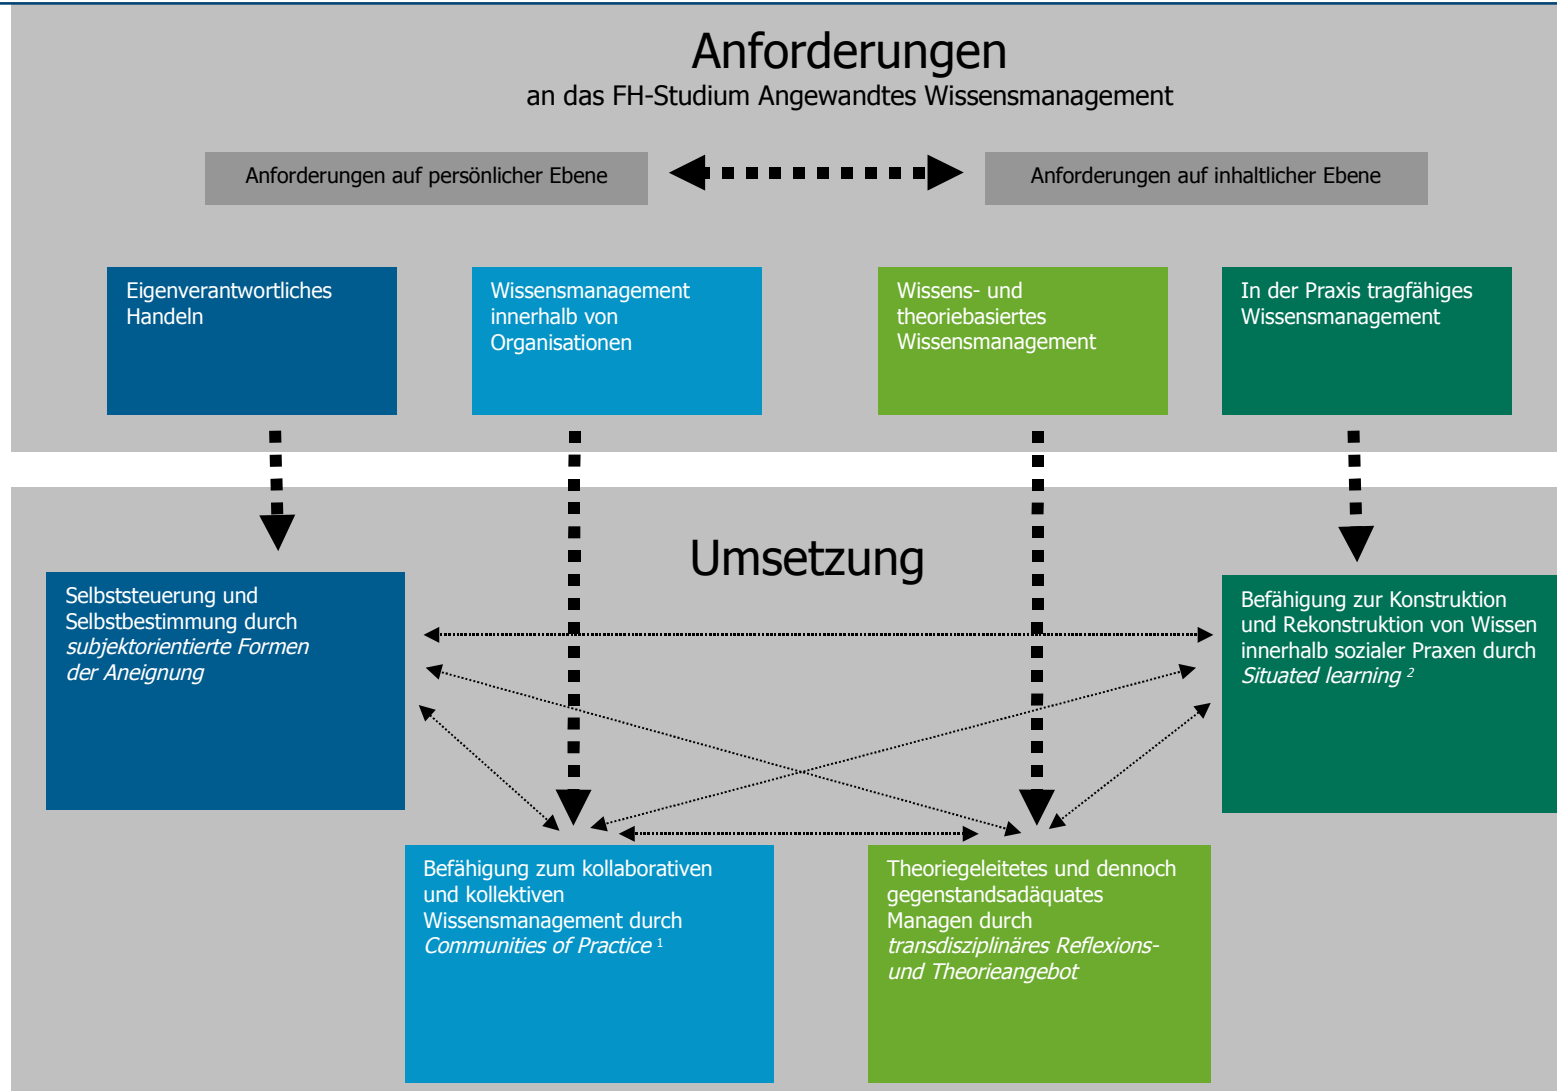 Anforderungen
an das FH-Studium Angewandtes Wissensmanagement
Anforderungen auf persönlicher Ebene
Anforderungen auf inhaltlicher Ebene
Eigenverantwortliches
Handeln
Wissensmanagement
innerhalb von
Organisationen
Wissens- und
theoriebasiertes
Wissensmanagement
In der Praxis tragfähiges
Wissensmanagement
Umsetzung
Selbststeuerung und
Selbstbestimmung durch
subjektorientierte Formen
der Aneignung
Befähigung zur Konstruktion
und Rekonstruktion von Wissen
innerhalb sozialer Praxen durch
Situated learning ²
Befähigung zum kollaborativen
und kollektiven
Wissensmanagement durch
Communities of Practice ¹
Theoriegeleitetes und dennoch
gegenstandsadäquates
Managen durch
transdisziplinäres Reflexions-
und Theorieangebot